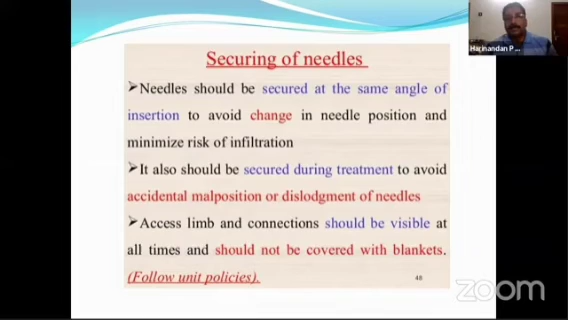 Securing of needles
➢Needles should be secured at the same angle of
insertion to avoid change in needle position and
minimize risk of infiltration
➢It also should be secured during treatment to avoid
accidental malposition or dislodgment of needles
➢Access limb and connections should be visible at
all times and should not be covered with blankets.
(Follow unit policies).
48
Harinandan P ...
zoom